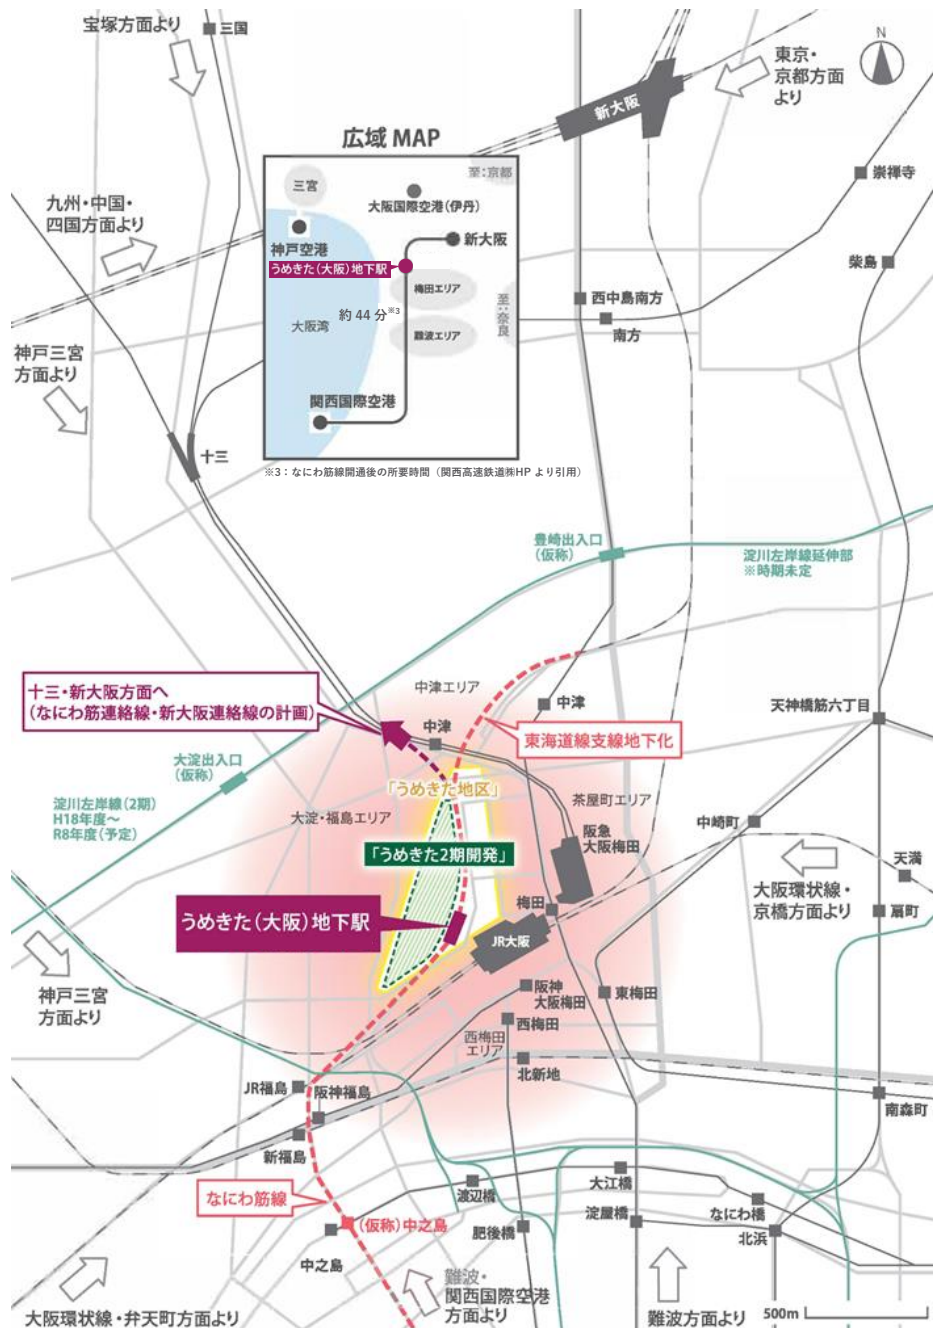 宝塚方面より
三国
N
東京・
京都方面
より
新大阪
広域 MAP
三宮
至:京都
大阪国際空港(伊丹)
神戸空港
新大阪
うめきた(大阪)地下駅
梅田エリア
約 44 分※3
大阪湾
難波エリア
至:奈良
関西国際空港
※3：なにわ筋線開通後の所要時間（関西高速鉄道㈱HP より引用）
崇禅寺
九州・中国・
四国方面より
柴島
西中島南方
南方
神戸三宮
方面より
十三
豊崎出入口
(仮称)
淀川左岸線延伸部
※時期未定
十三・新大阪方面へ
(なにわ筋連絡線・新大阪連絡線の計画)
中津エリア
中津
中津
東海道線支線地下化
天神橋筋六丁目
大淀出入口
(仮称)
「うめきた地区」
淀川左岸線(2期)
H18年度～
R8年度(予定)
大淀・福島エリア
茶屋町エリア
中崎町
「うめきた2期開発」
阪急
大阪梅田
天満
大阪環状線・
京橋方面より
うめきた(大阪)地下駅
梅田
扇町
JR大阪
神戸三宮
方面より
阪神
大阪梅田
東梅田
西梅田
西梅田
エリア
北新地
JR福島
阪神福島
南森町
新福島
なにわ筋線
渡辺橋
大江橋
なにわ橋
(仮称)中之島
中之島
肥後橋
淀屋橋
北浜
難波・
関西国際空港
方面より
大阪環状線・弁天町方面より
難波方面より
500m